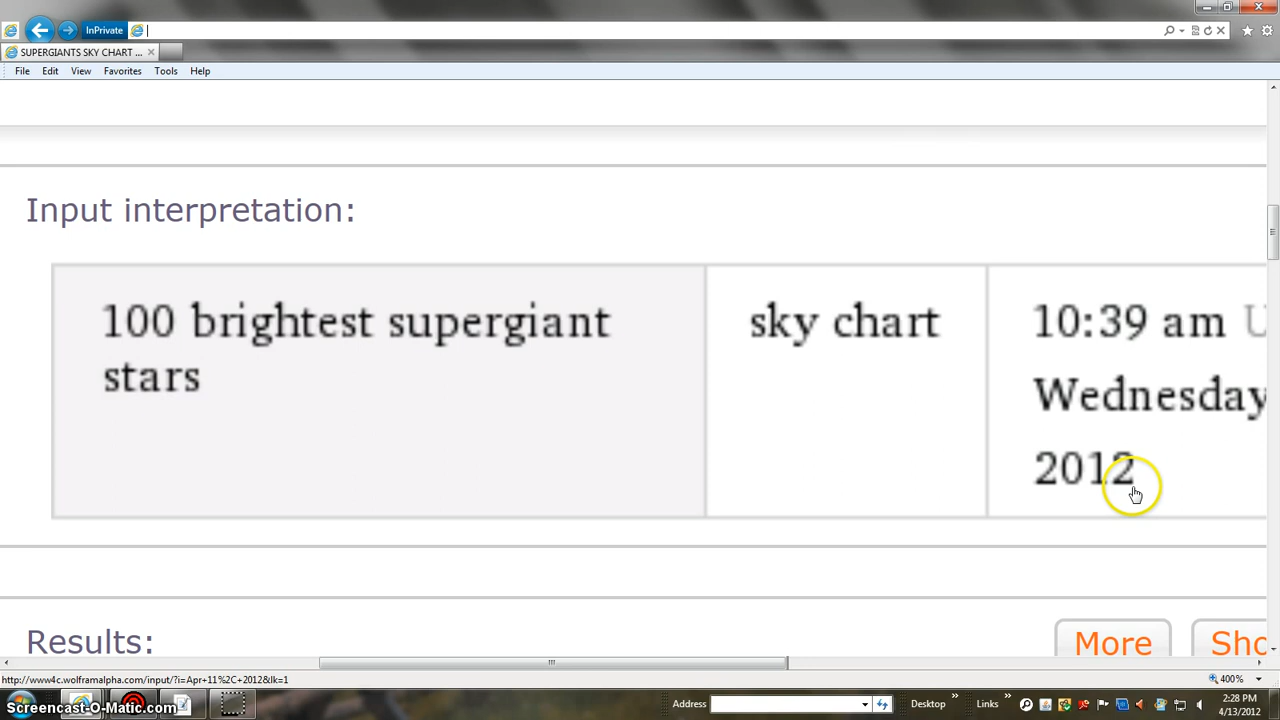 InPrivate
SUPERGIANTS SKY CHART ...
File Edit View Favorites Tools Help
Input interpretation:
100 brightest supergiant stars
sky chart
10:39 am U
Wednesday
2012
Results:
More
Sho
http://www4c.wolframalpha.com/input/?i=Apr+11%2C+2012&lk=1
400%
Screencast-O-Matic.com
Address
Desktop
Links
2:28 PM
4/13/2012